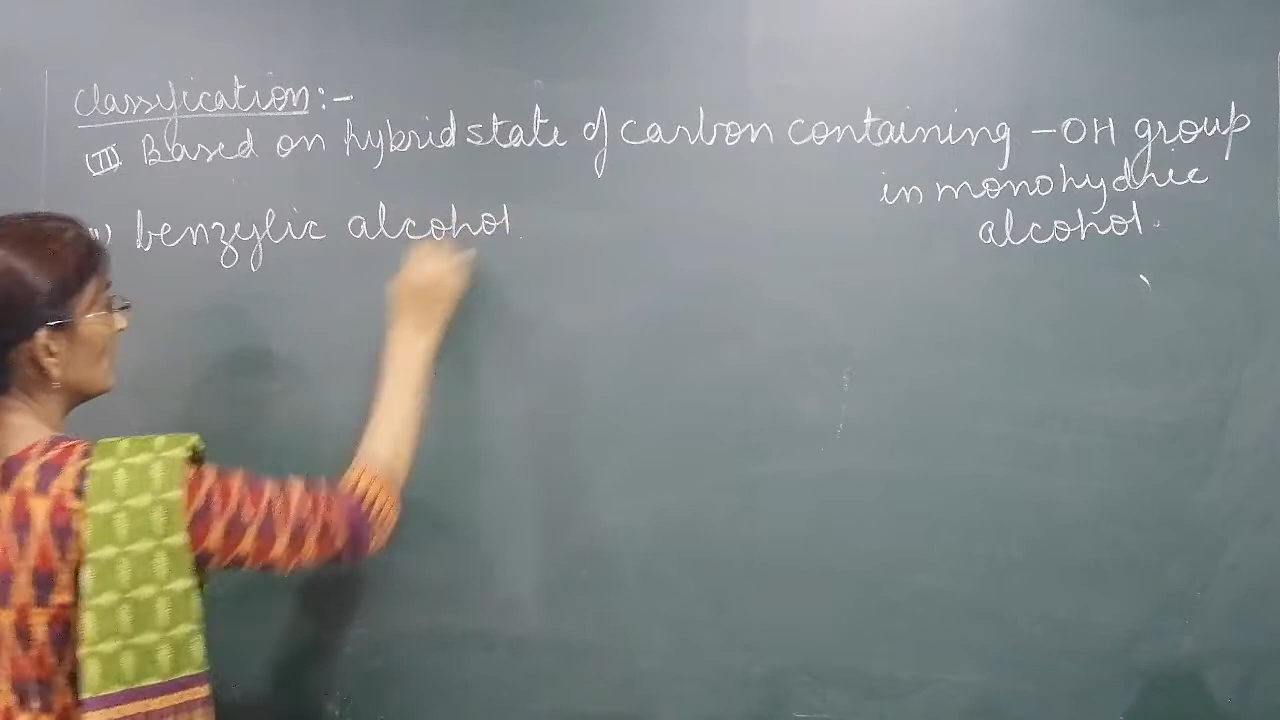 Classification:-
(III) Based on hybrid state of carbon containing -OH group
in monohydric
alcohol.
benzylic alcohol